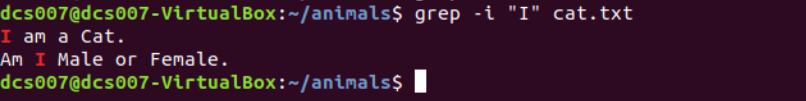 dcs007@dcs007-VirtualBox:~/animals$ grep -i "I" cat.txt
I am a Cat.
Am I Male or Female.
dcs007@dcs007-VirtualBox:~/animals$